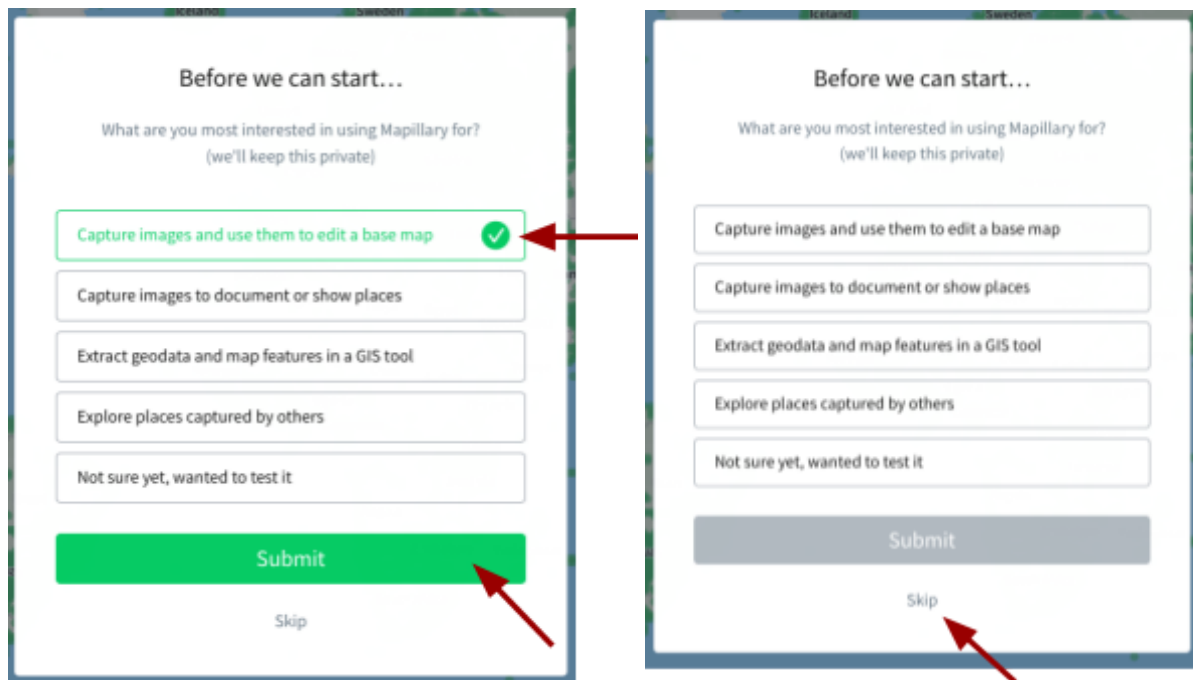 Iceland
Sweden
Before we can start...
What are you most interested in using Mapillary for?
(we'll keep this private)
Capture images and use them to edit a base map
Capture images to document or show places
Extract geodata and map features in a GIS tool
Explore places captured by others
Not sure yet, wanted to test it
Submit
Skip
Iceland
Sweden
Before we can start...
What are you most interested in using Mapillary for?
(we'll keep this private)
Capture images and use them to edit a base map
Capture images to document or show places
Extract geodata and map features in a GIS tool
Explore places captured by others
Not sure yet, wanted to test it
Submit
Skip